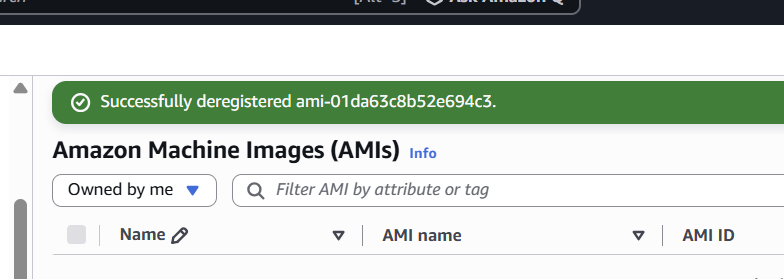 Successfully deregistered ami-01da63c8b52e694c3.
Amazon Machine Images (AMIs) Info
Owned by me Filter AMI by attribute or tag
Name AMI name AMI ID